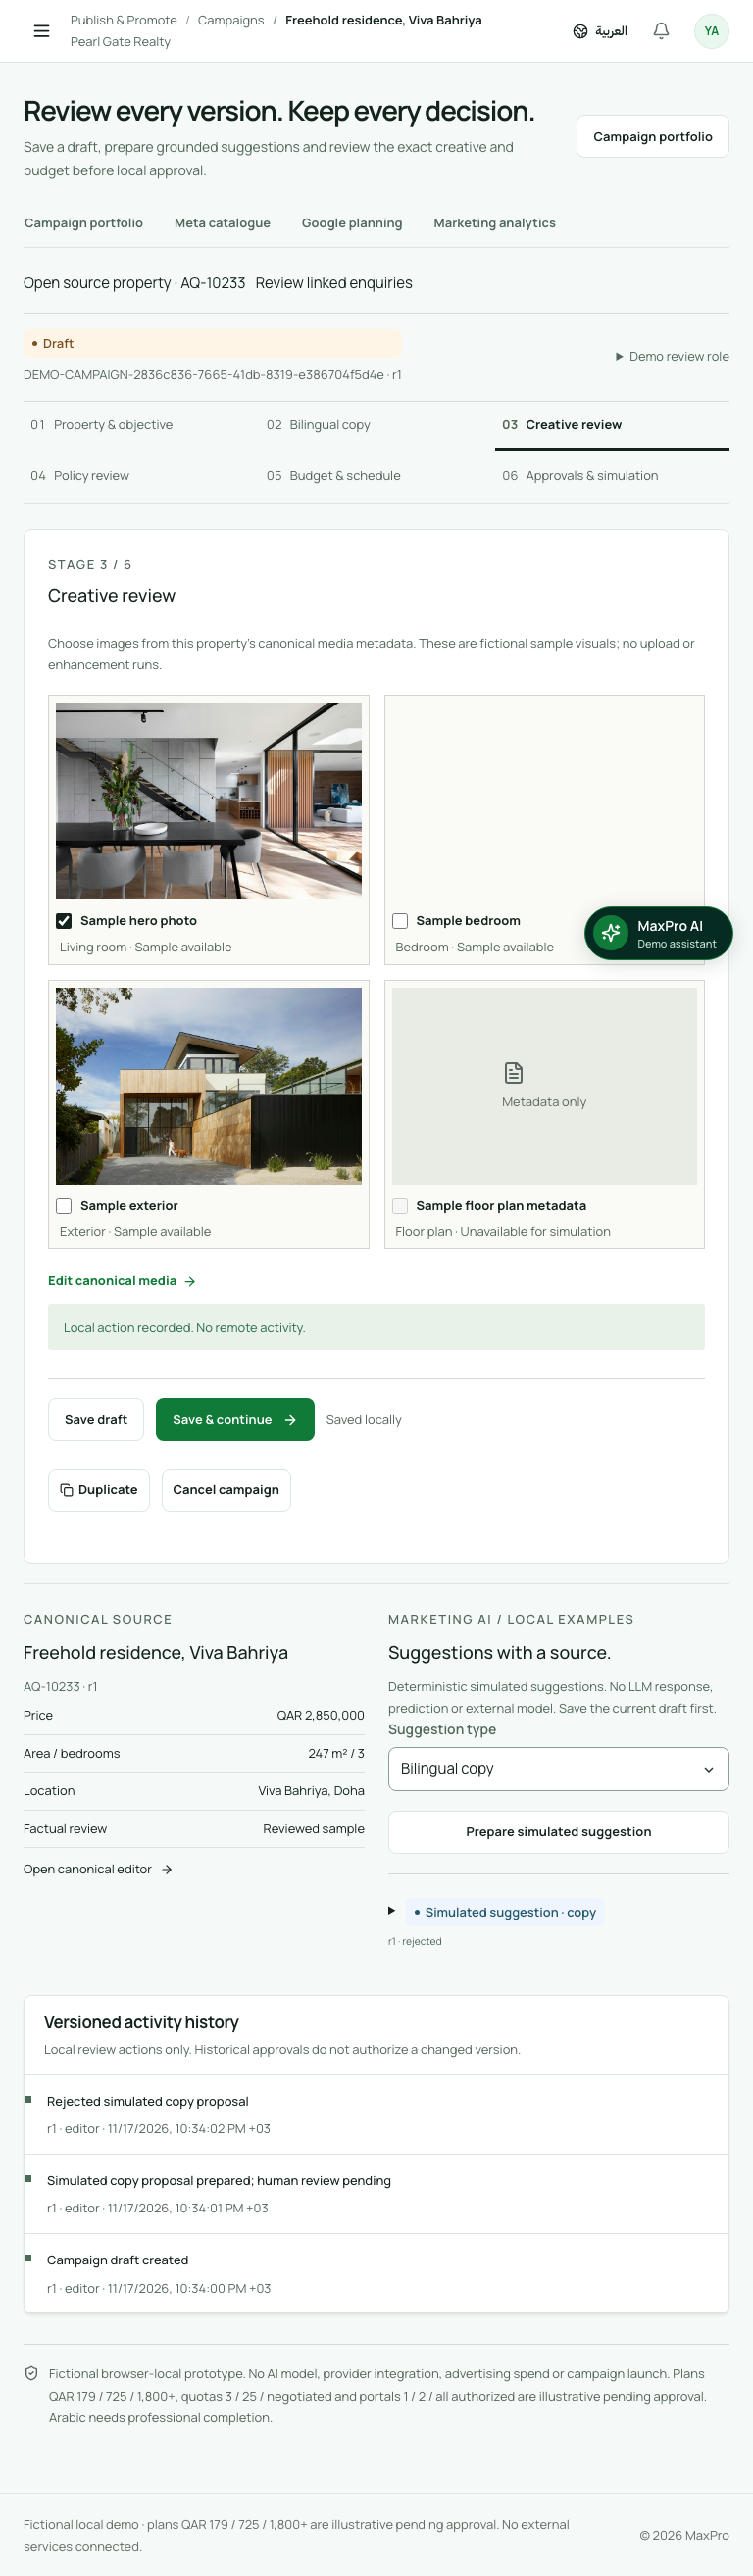 Publish & Promote / Campaigns / Freehold residence, Viva Bahriya
Pearl Gate Realty
العربية
YA
Review every version. Keep every decision.
Save a draft, prepare grounded suggestions and review the exact creative and
budget before local approval.
Campaign portfolio
Campaign portfolio Meta catalogue Google planning Marketing analytics
Open source property · AQ-10233 Review linked enquiries
Draft
DEMO-CAMPAIGN-2836c836-7665-41db-8319-e386704f5d4e · r1
Demo review role
01 Property & objective
02 Bilingual copy
03 Creative review
04 Policy review
05 Budget & schedule
06 Approvals & simulation
STAGE 3 / 6
Creative review
Choose images from this property's canonical media metadata. These are fictional sample visuals; no upload or
enhancement runs.
Sample hero photo
Living room · Sample available
Sample bedroom
Bedroom · Sample available
MaxPro AI
Demo assistant
Sample exterior
Exterior · Sample available
Metadata only
Sample floor plan metadata
Floor plan · Unavailable for simulation
Edit canonical media
Local action recorded. No remote activity.
Save draft
Save & continue
Saved locally
Duplicate
Cancel campaign
CANONICAL SOURCE
Freehold residence, Viva Bahriya
AQ-10233 · r1
Price QAR 2,850,000
Area / bedrooms 247 m² / 3
Location Viva Bahriya, Doha
Factual review Reviewed sample
Open canonical editor
MARKETING AI / LOCAL EXAMPLES
Suggestions with a source.
Deterministic simulated suggestions. No LLM response,
prediction or external model. Save the current draft first.
Suggestion type
Bilingual copy
Prepare simulated suggestion
Simulated suggestion · copy
r1 · rejected
Versioned activity history
Local review actions only. Historical approvals do not authorize a changed version.
Rejected simulated copy proposal
r1 · editor · 11/17/2026, 10:34:02 PM +03
Simulated copy proposal prepared; human review pending
r1 · editor · 11/17/2026, 10:34:01 PM +03
Campaign draft created
r1 · editor · 11/17/2026, 10:34:00 PM +03
Fictional browser-local prototype. No AI model, provider integration, advertising spend or campaign launch. Plans
QAR 179 / 725 / 1,800+, quotas 3 / 25 / negotiated and portals 1 / 2 / all authorized are illustrative pending approval.
Arabic needs professional completion.
Fictional local demo · plans QAR 179 / 725 / 1,800+ are illustrative pending approval. No external
services connected.
© 2026 MaxPro